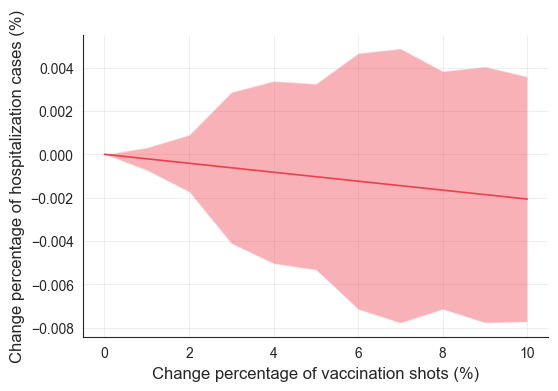 Change percentage of hospitalization cases (%)
0.004
0.002
0.000
−0.002
−0.004
−0.006
−0.008
0 2 4 6 8 10
Change percentage of vaccination shots (%)